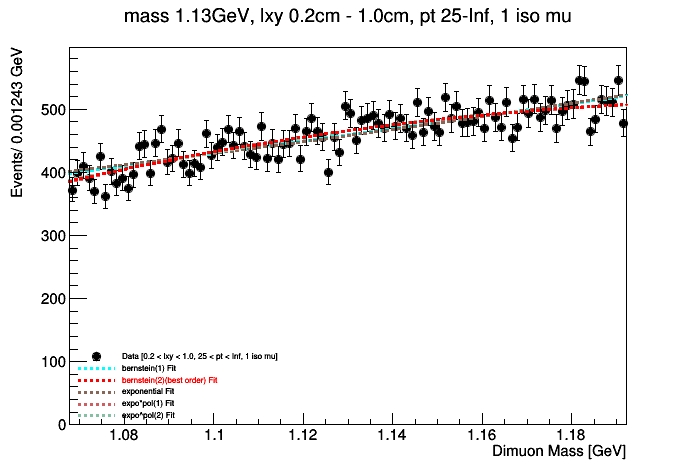 mass 1.13GeV, lxy 0.2cm - 1.0cm, pt 25-Inf, 1 iso mu
Events/ 0.001243 GeV
500
400
300
200
100
0
Data [0.2 < lxy < 1.0, 25 < pt < Inf, 1 iso mu]
bernstein(1) Fit
bernstein(2)(best order) Fit
exponential Fit
expo*pol(1) Fit
expo*pol(2) Fit
1.08
1.1
1.12
1.14
1.16
1.18
Dimuon Mass [GeV]